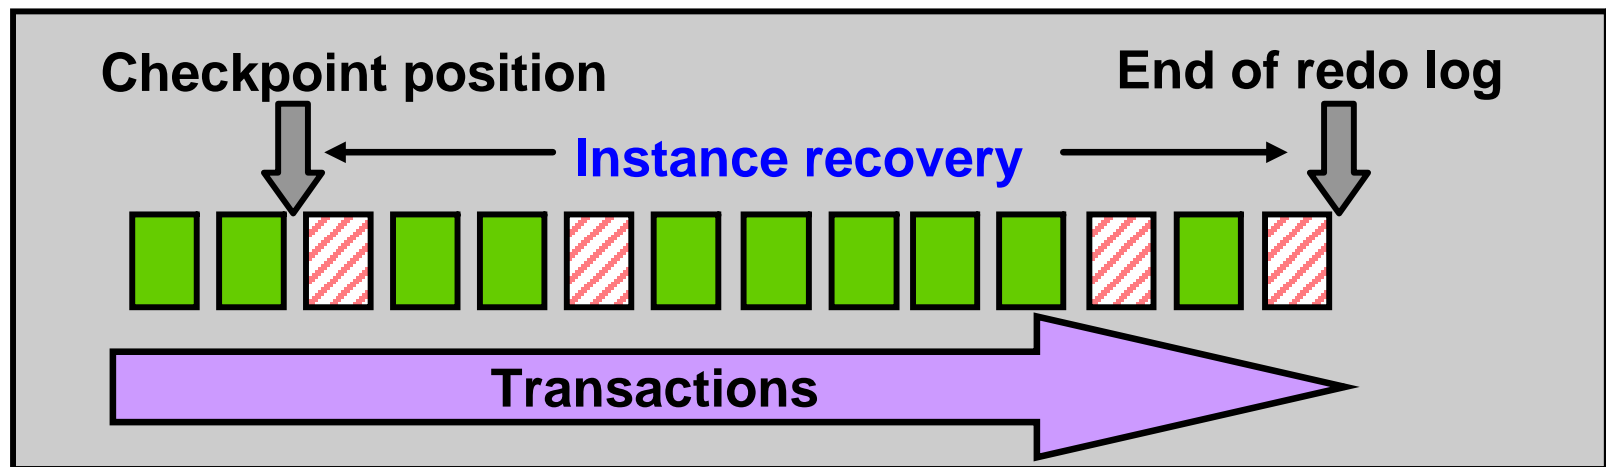 Checkpoint position
End of redo log
Instance recovery
Transactions